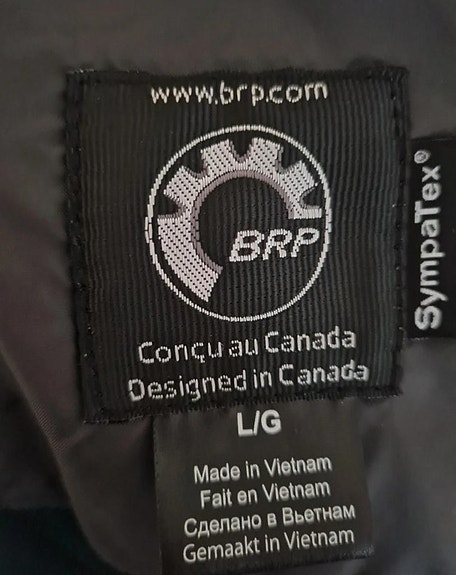 www.brp.com
BRP
SympaTex®
Conçu au Canada
Designed in Canada
L/G
Made in Vietnam
Fait en Vietnam
Сделано в Вьетнам
Gemaakt in Vietnam